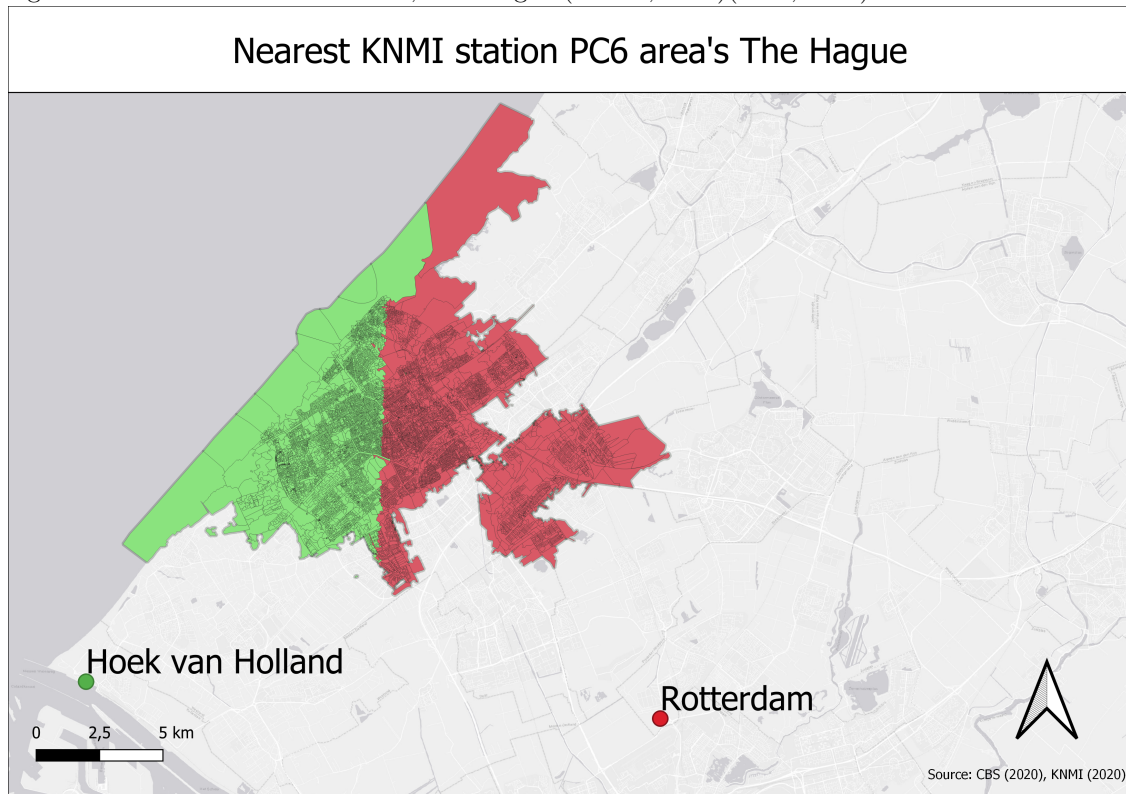 Nearest KNMI station PC6 area's The Hague
Hoek van Holland
Rotterdam
0 2,5 5 km
Source: CBS (2020), KNMI (2020)